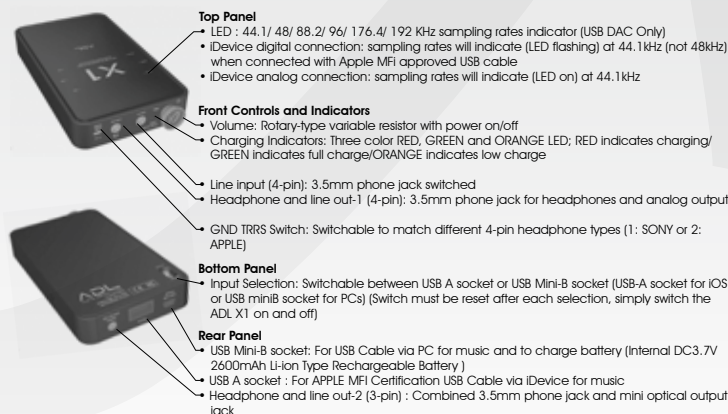 Top Panel
• LED : 44.1/ 48/ 88.2/ 96/ 176.4/ 192 KHz sampling rates indicator (USB DAC Only)
• iDevice digital connection: sampling rates will indicate (LED flashing) at 44.1kHz (not 48kHz)
when connected with Apple MFi approved USB cable
• iDevice analog connection: sampling rates will indicate (LED on) at 44.1kHz
Front Controls and Indicators
• Volume: Rotary-type variable resistor with power on/off
• Charging Indicators: Three color RED, GREEN and ORANGE LED; RED indicates charging/
GREEN indicates full charge/ORANGE indicates low charge
• Line input (4-pin): 3.5mm phone jack switched
• Headphone and line out-1 (4-pin): 3.5mm phone jack for headphones and analog output
• GND TRRS Switch: Switchable to match different 4-pin headphone types (1: SONY or 2:
APPLE)
Bottom Panel
• Input Selection: Switchable between USB A socket or USB Mini-B socket (USB-A socket for iOS
or USB miniB socket for PCs) (Switch must be reset after each selection, simply switch the
ADL X1 on and off)
Rear Panel
• USB Mini-B socket: For USB Cable via PC for music and to charge battery (Internal DC3.7V
2600mAh Li-ion Type Rechargeable Battery )
• USB A socket : For APPLE MFI Certification USB Cable via iDevice for music
• Headphone and line out-2 (3-pin) : Combined 3.5mm phone jack and mini optical output
jack
X1
ADL